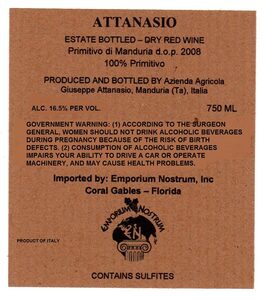 ATTANASIO
ESTATE BOTTLED – DRY RED WINE
Primitivo di Manduria d.o.p. 2008
100% Primitivo
PRODUCED AND BOTTLED BY Azienda Agricola
Giuseppe Attanasio, Manduria (Ta), Italia
ALC. 16.5% PER VOL. 750 ML
GOVERNMENT WARNING: (1) ACCORDING TO THE SURGEON
GENERAL, WOMEN SHOULD NOT DRINK ALCOHOLIC BEVERAGES
DURING PREGNANCY BECAUSE OF THE RISK OF BIRTH
DEFECTS. (2) CONSUMPTION OF ALCOHOLIC BEVERAGES
IMPAIRS YOUR ABILITY TO DRIVE A CAR OR OPERATE
MACHINERY, AND MAY CAUSE HEALTH PROBLEMS.
Imported by: Emporium Nostrum, Inc
Coral Gables – Florida
EMPORIUM NOSTRUM
PRODUCT OF ITALY
CONTAINS SULFITES